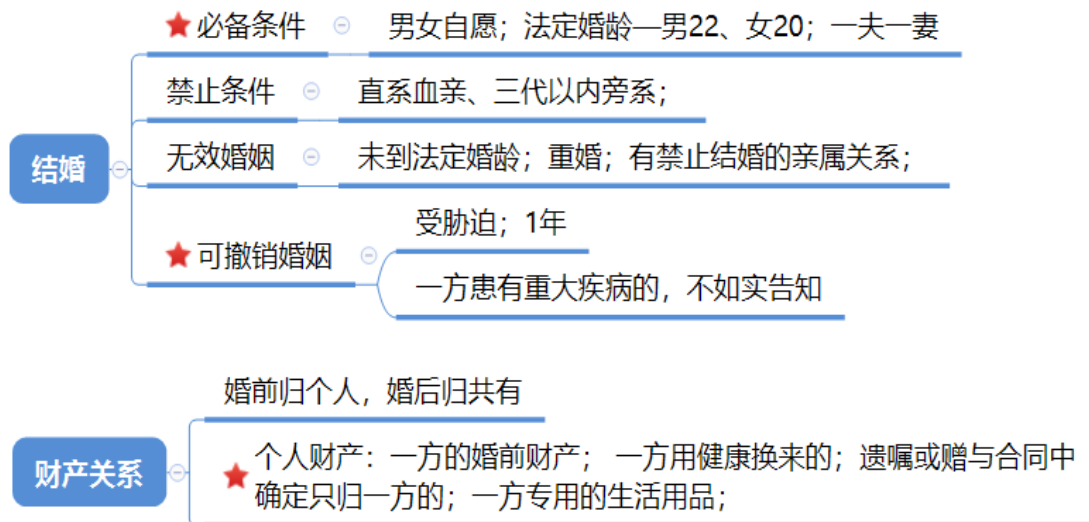 必备条件
男女自愿；法定婚龄—男22、女20；一夫一妻
禁止条件
直系血亲、三代以内旁系；
结婚
无效婚姻
未到法定婚龄；重婚；有禁止结婚的亲属关系；
可撤销婚姻
受胁迫；1年
一方患有重大疾病的，不如实告知
婚前归个人，婚后归共有
财产关系
个人财产：一方的婚前财产； 一方用健康换来的；遗嘱或赠与合同中
确定只归一方的；一方专用的生活用品；